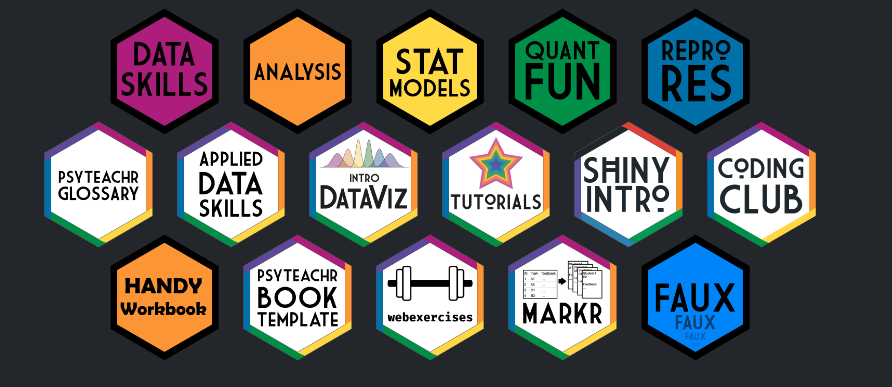 DATA
SKILLS
ANALYSIS
STAT
MODELS
QUANT
FUN
REPRO
RES
PSYTEACHR
GLOSSARY
APPLIED
DATA
SKILLS
INTRO
DATAVIZ
TUTORIALS
SHINY
INTRO
CODING
CLUB
HANDY
Workbook
PSYTEACHR
BOOK
TEMPLATE
webexercises
MARKR
FAUX
FAUX
FAUX